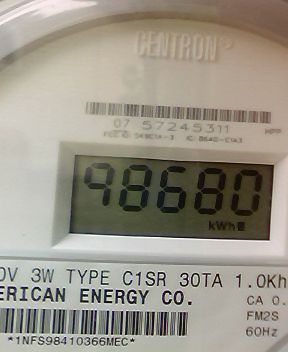 CENTRON®
07 57245311
98680
kWh
0V 3W TYPE C1SR 30TA 1.0Kh
ERICAN ENERGY CO.
CA 0.
FM2S
60Hz
*1NFS98410366MEC*